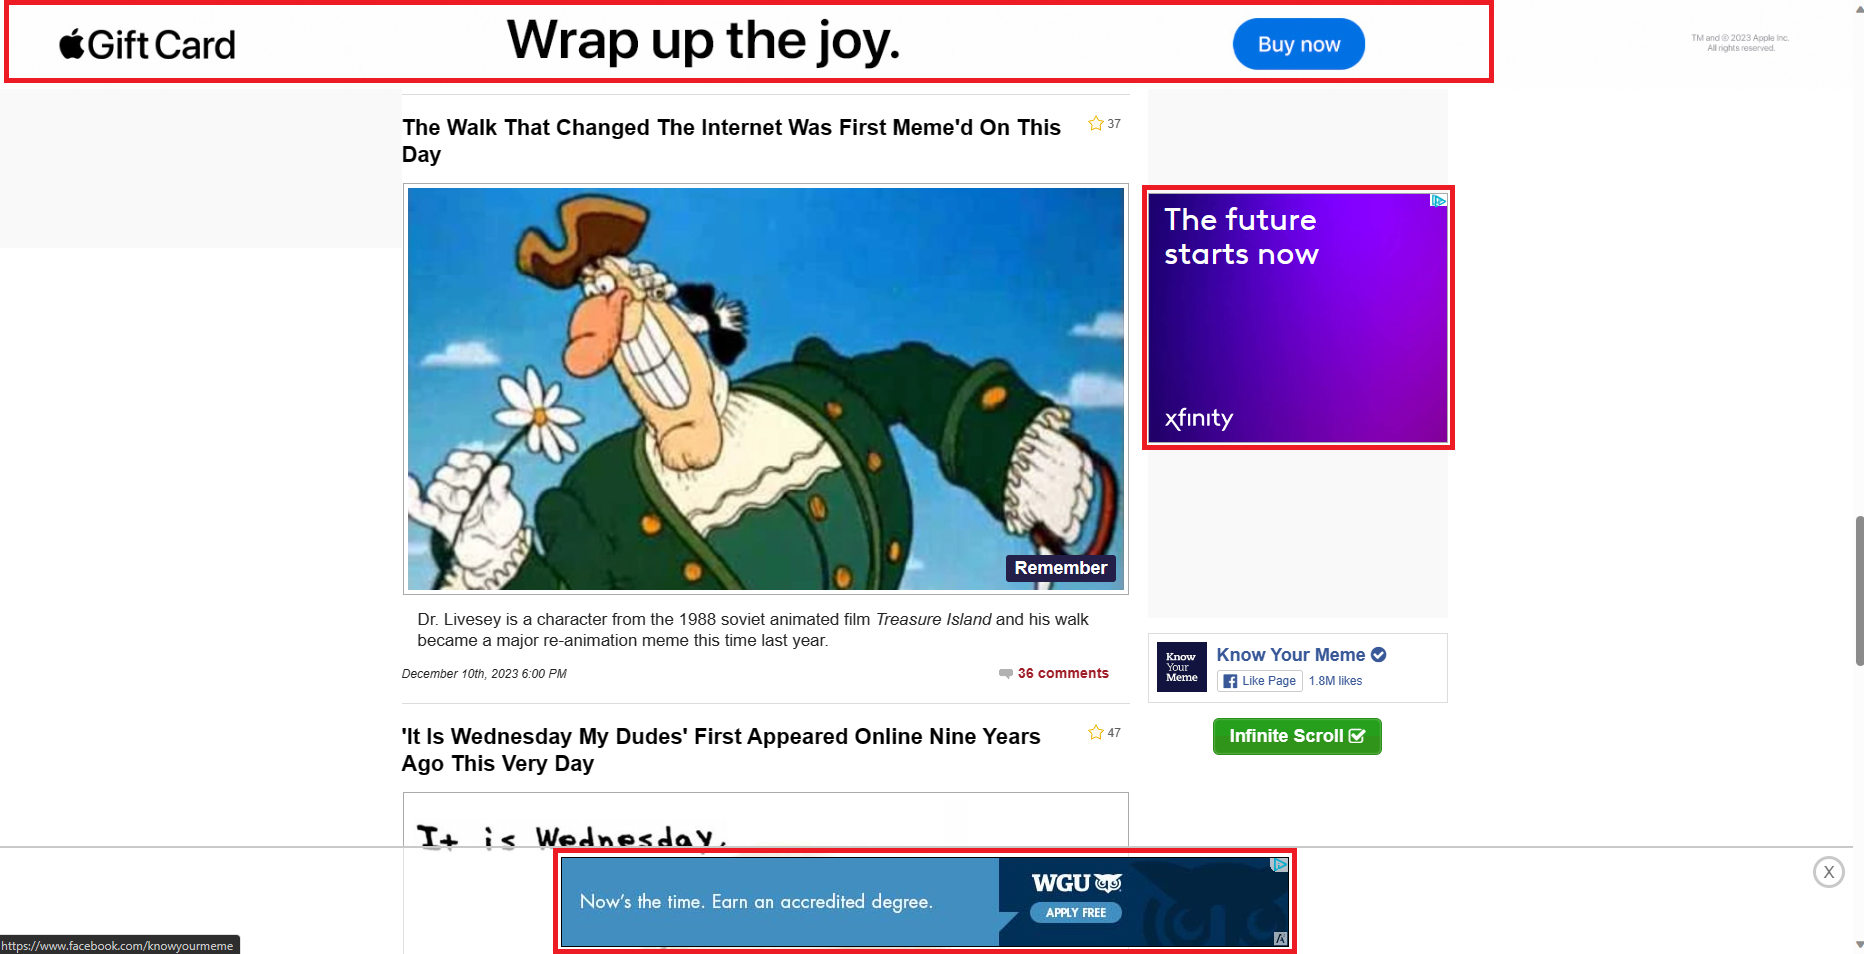 Gift Card
Wrap up the joy.
Buy now
TM and © 2023 Apple Inc.
All rights reserved.
The Walk That Changed The Internet Was First Meme'd On This
Day
37
The future
starts now
xfinity
Remember
Dr. Livesey is a character from the 1988 soviet animated film Treasure Island and his walk
became a major re-animation meme this time last year.
December 10th, 2023 6:00 PM
36 comments
Know
Your
Meme
Know Your Meme
Like Page
1.8M likes
Infinite Scroll
'It Is Wednesday My Dudes' First Appeared Online Nine Years
Ago This Very Day
47
It is Wednesday,
Now's the time. Earn an accredited degree.
WGU
APPLY FREE
X
https://www.facebook.com/knowyourmeme